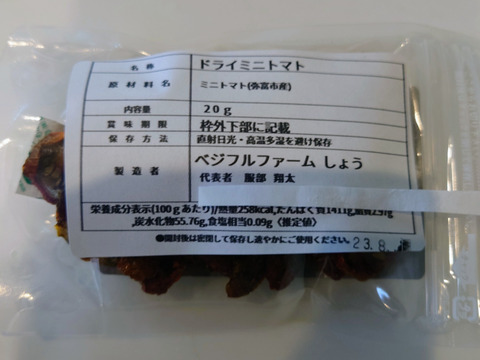 名称 ドライミニトマト
原材料名 ミニトマト(弥富市産)
内容量 20g
賞味期限 枠外下部に記載
保存方法 直射日光・高温多湿を避け保存
製造者 ベジフルファーム しょう
代表者 服部 翔太
栄養成分表示(100gあたり)/熱量258kcal,たんぱく質1411g,脂質2.97g
炭水化物55.76g,食塩相当0.09g〈推定値〉
●開封後は密閉して保存し速やかにご使用ください。
23.8.